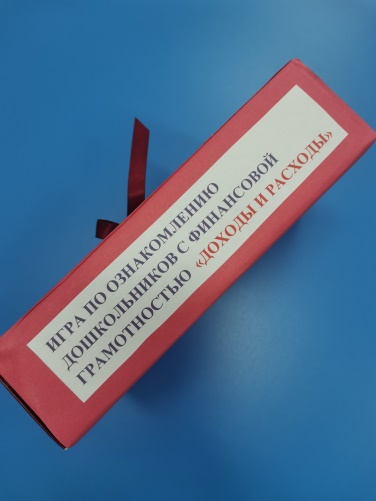 ИГРА ПО ОЗНАКОМЛЕНИЮ
ДОШКОЛЬНИКОВ С ФИНАНСОВОЙ
ГРАМОТНОСТЬЮ «ДОХОДЫ И РАСХОДЫ»